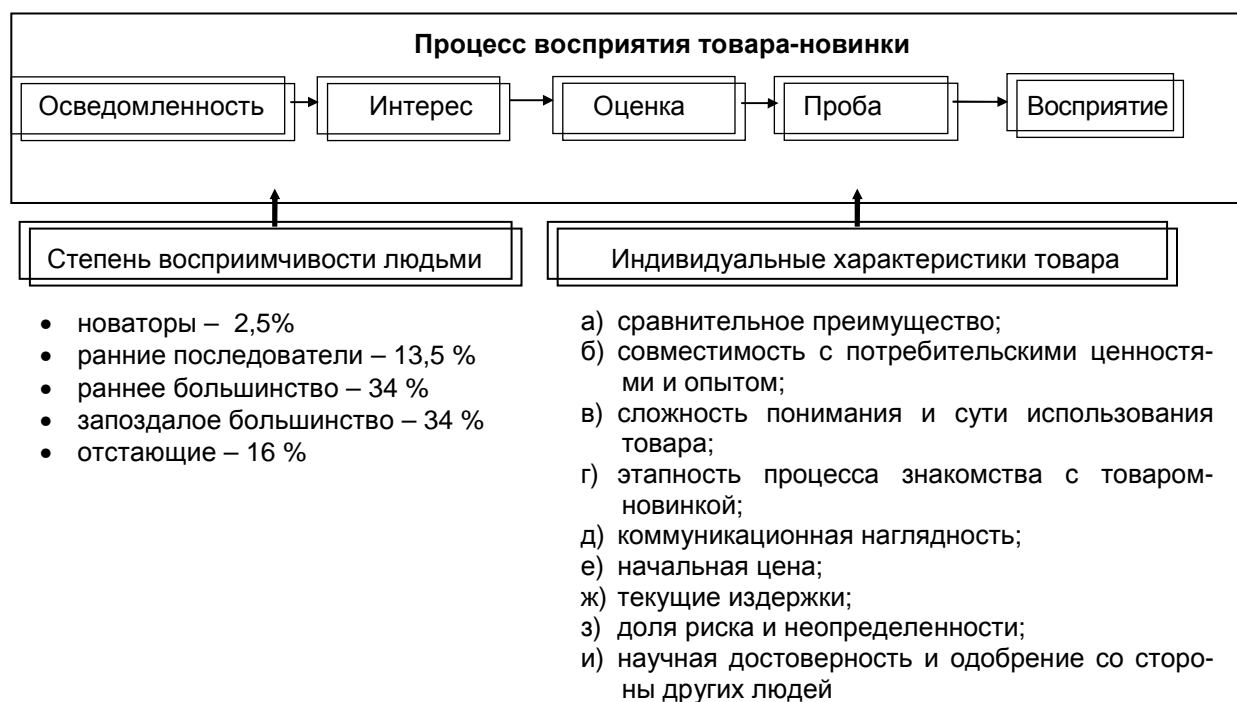 Процесс восприятия товара-новинки
Осведомленность
Интерес
Оценка
Проба
Восприятие
Степень восприимчивости людьми
• новаторы – 2,5%
• ранние последователи – 13,5 %
• раннее большинство – 34 %
• запоздалое большинство – 34 %
• отстающие – 16 %
Индивидуальные характеристики товара
а) сравнительное преимущество;
б) совместимость с потребительскими ценностя-
ми и опытом;
в) сложность понимания и сути использования
товара;
г) этапность процесса знакомства с товаром-
новинкой;
д) коммуникационная наглядность;
е) начальная цена;
ж) текущие издержки;
з) доля риска и неопределенности;
и) научная достоверность и одобрение со сторо-
ны других людей